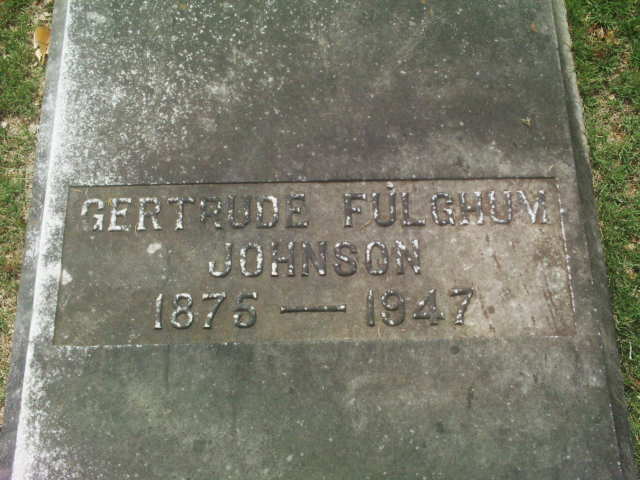 GERTRUDE FULGHUM
JOHNSON
1875 — 1947